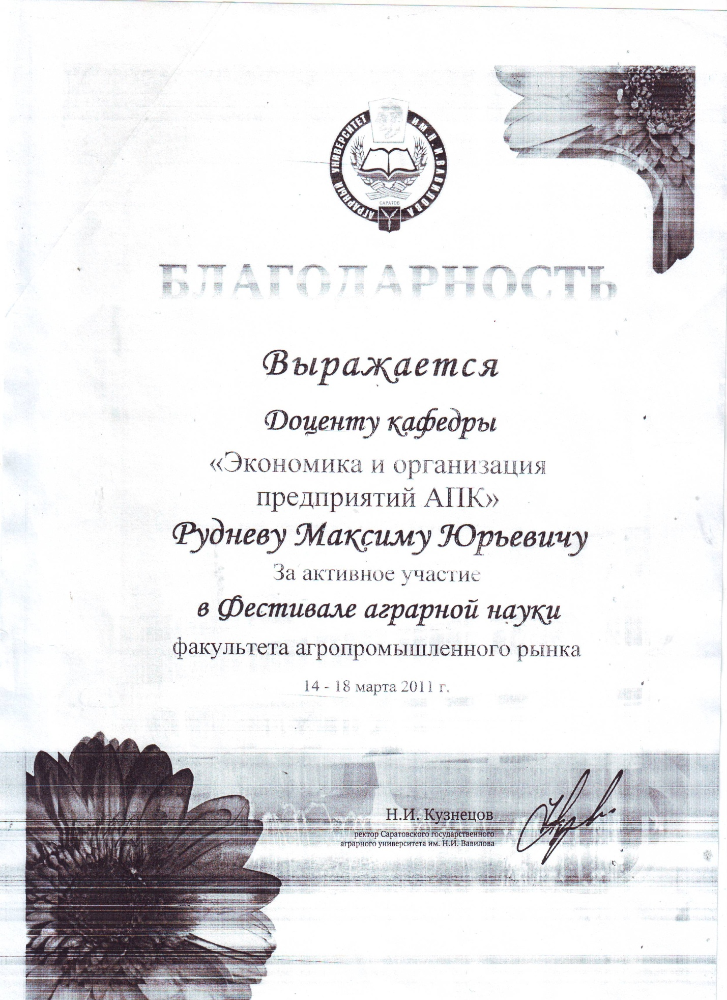 АГРАРНЫЙ УНИВЕРСИТЕТ ИМ. Н. И. ВАВИЛОВА
САРАТОВ
БЛАГОДАРНОСТЬ
Выражается
Доценту кафедры
«Экономика и организация
предприятий АПК»
Рудневу Максиму Юрьевичу
За активное участие
в Фестивале аграрной науки
факультета агропромышленного рынка
14 - 18 марта 2011 г.
Н.И. Кузнецов
ректор Саратовского государственного
аграрного университета им. Н.И. Вавилова